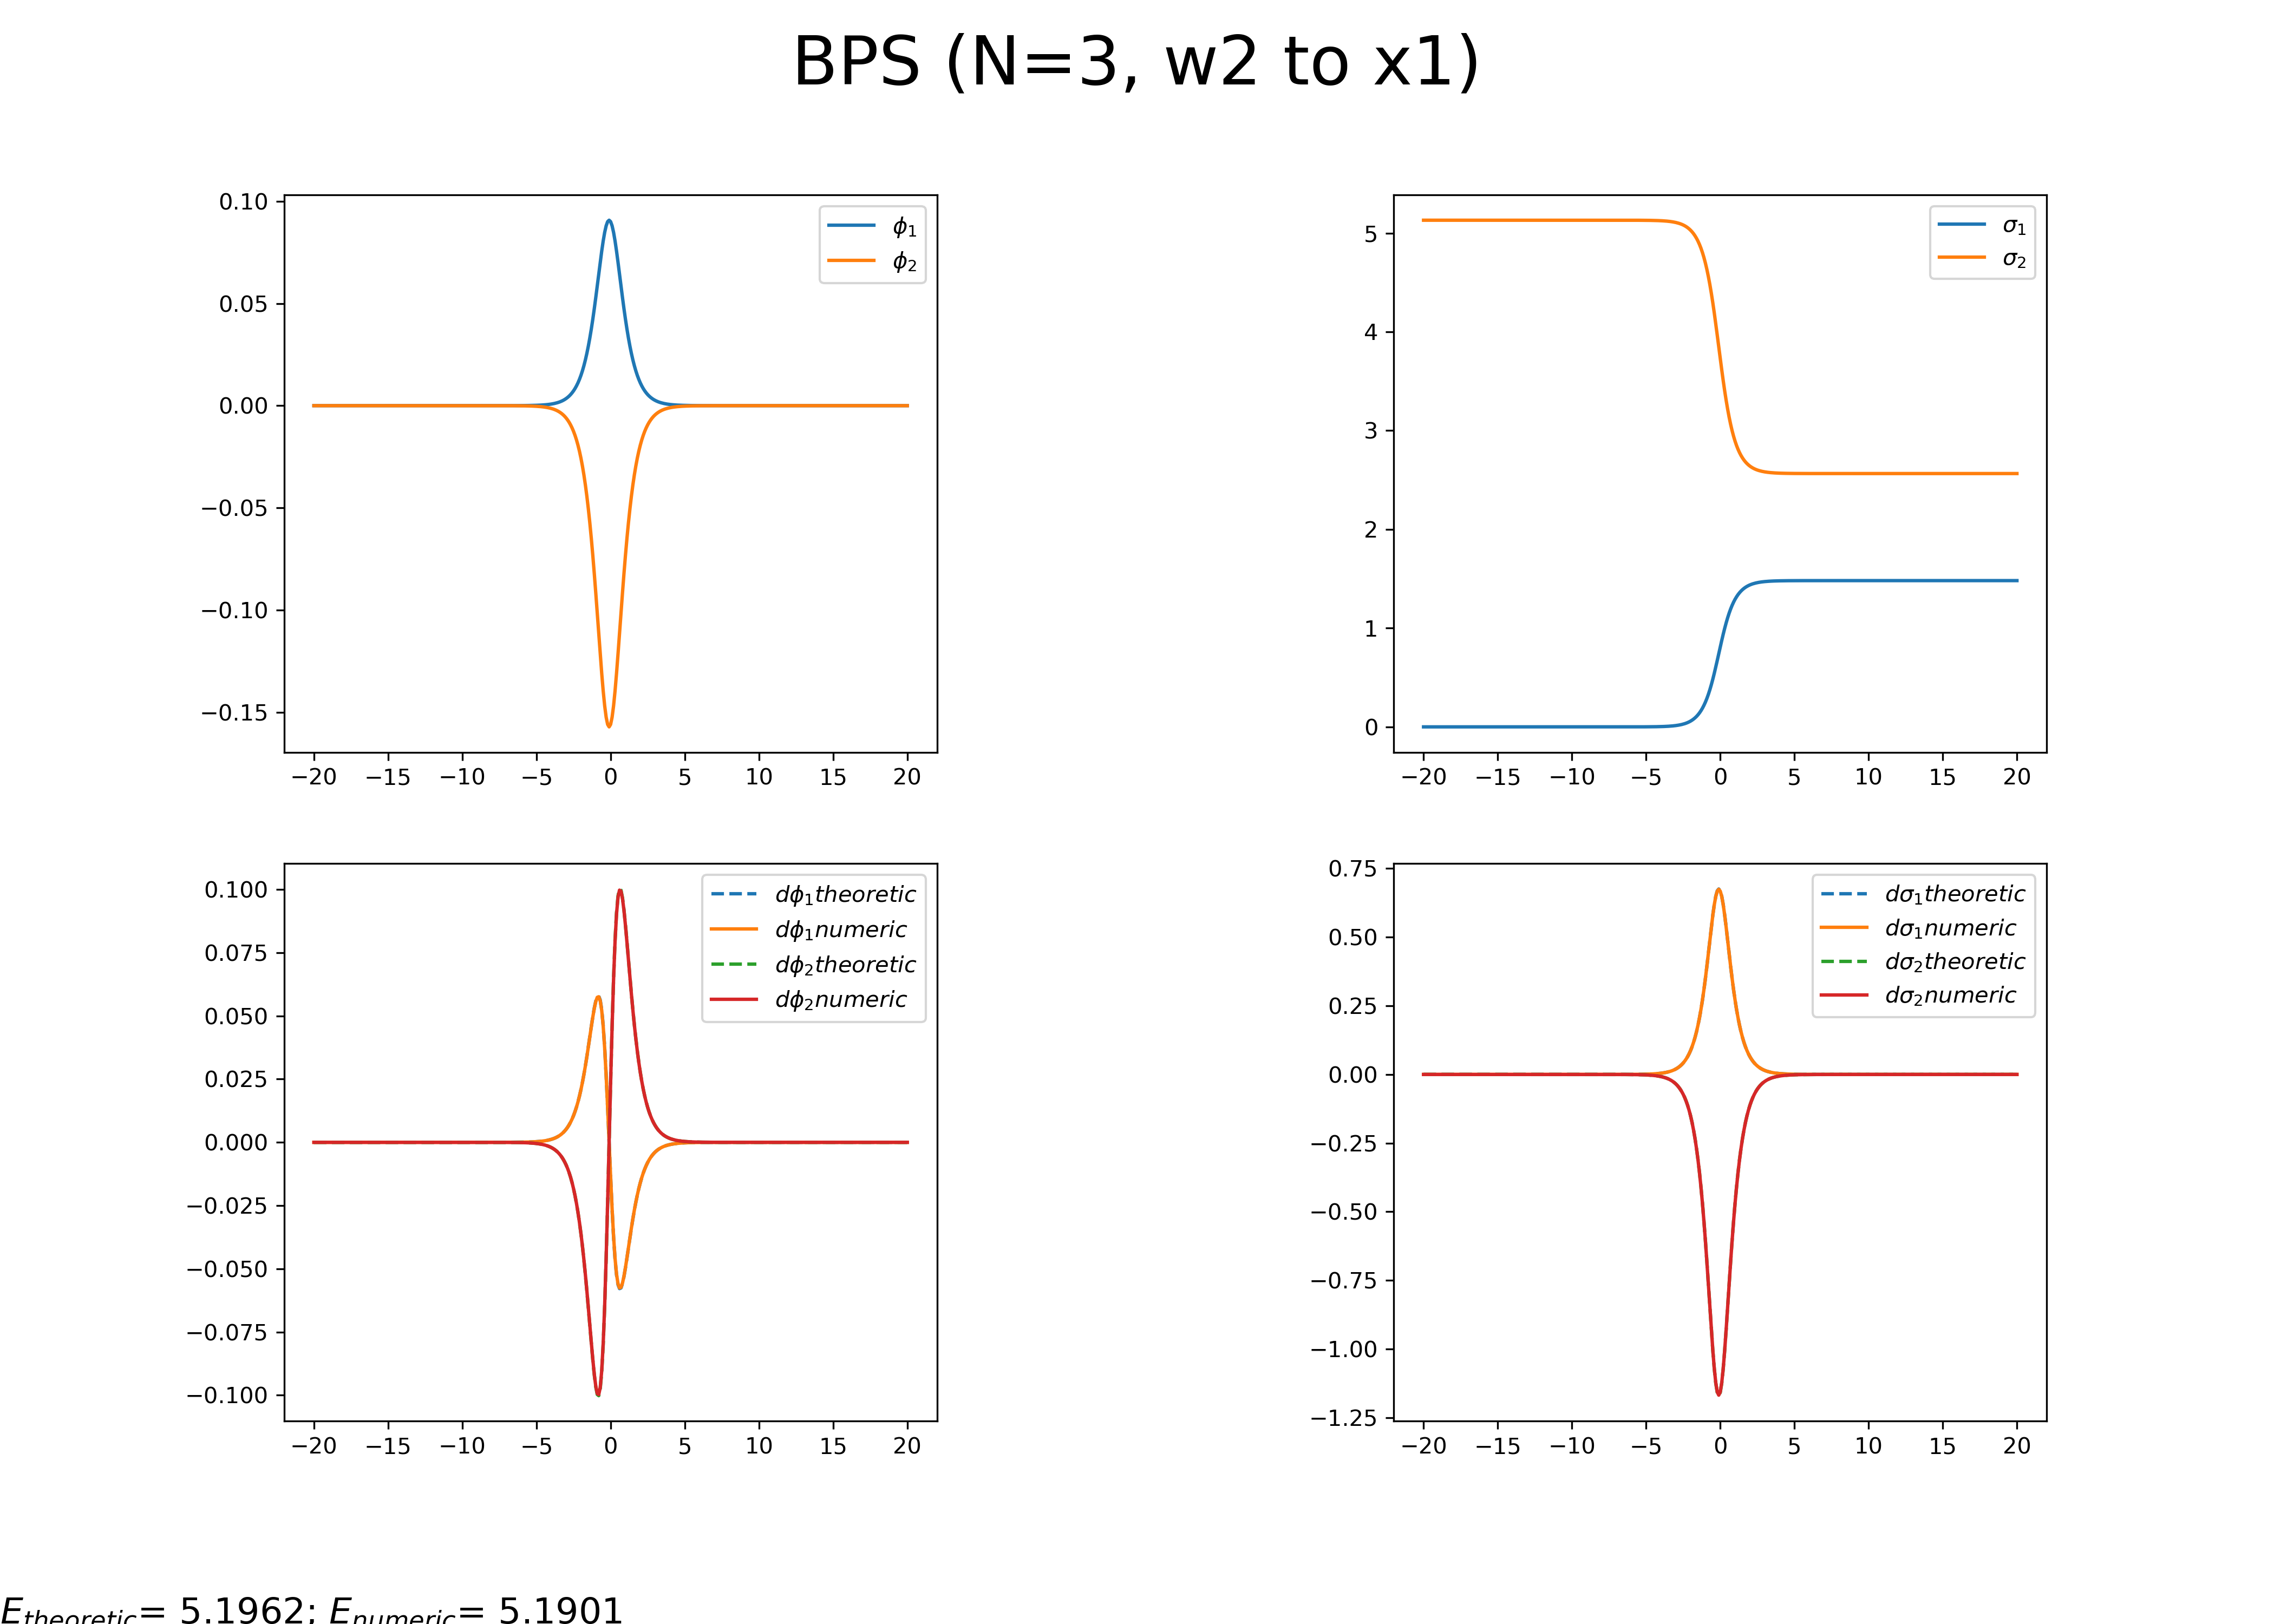 BPS (N=3, w2 to x1)
0.10
0.05
0.00
−0.05
−0.10
−0.15
−20 −15 −10 −5 0 5 10 15 20
ϕ1
ϕ2
5
4
3
2
1
0
−20 −15 −10 −5 0 5 10 15 20
σ1
σ2
0.100
0.075
0.050
0.025
0.000
−0.025
−0.050
−0.075
−0.100
−20 −15 −10 −5 0 5 10 15 20
dϕ1theoretic
dϕ1numeric
dϕ2theoretic
dϕ2numeric
0.75
0.50
0.25
0.00
−0.25
−0.50
−0.75
−1.00
−1.25
−20 −15 −10 −5 0 5 10 15 20
dσ1theoretic
dσ1numeric
dσ2theoretic
dσ2numeric
Etheoretic= 5.1962; Enumeric= 5.1901